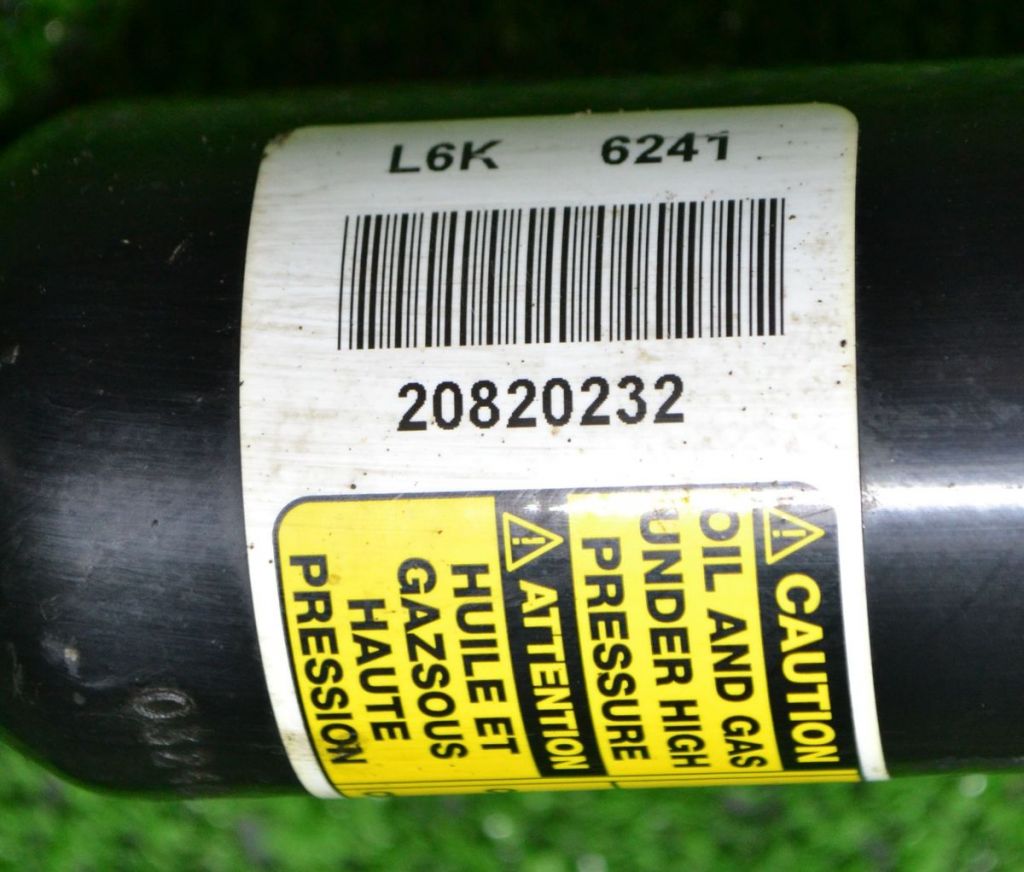 L6K 6241
20820232
CAUTION
OIL AND GAS
UNDER HIGH
PRESSURE
ATTENTION
HUILE ET
GAZSOUS
HAUTE
PRESSION